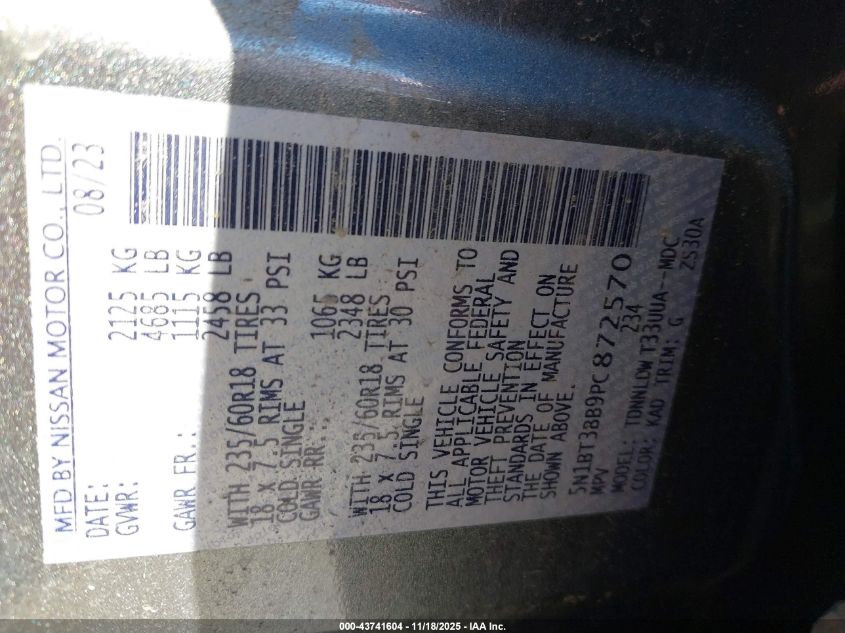 MFD BY NISSAN MOTOR CO., LTD.
DATE: 08/23
GVWR: 2125 KG
4685 LB
GAWR FR.: 1115 KG
2458 LB
WITH 235/60R18 TIRES
18 X 7.5 RIMS AT 33 PSI
COLD SINGLE
GAWR RR.: 1065 KG
2348 LB
WITH 235/60R18 TIRES
18 X 7.5 RIMS AT 30 PSI
COLD SINGLE
THIS VEHICLE CONFORMS TO
ALL APPLICABLE FEDERAL
MOTOR VEHICLE SAFETY AND
THEFT PREVENTION
STANDARDS IN EFFECT ON
THE DATE OF MANUFACTURE
SHOWN ABOVE.
5N1BT3BB9PC872570
MPV 234
MODEL: TDNNLDWT33UUA--MDC
COLOR: KAD TRIM: G ZS30A
000-43741604 - 11/18/2025 - IAA Inc.